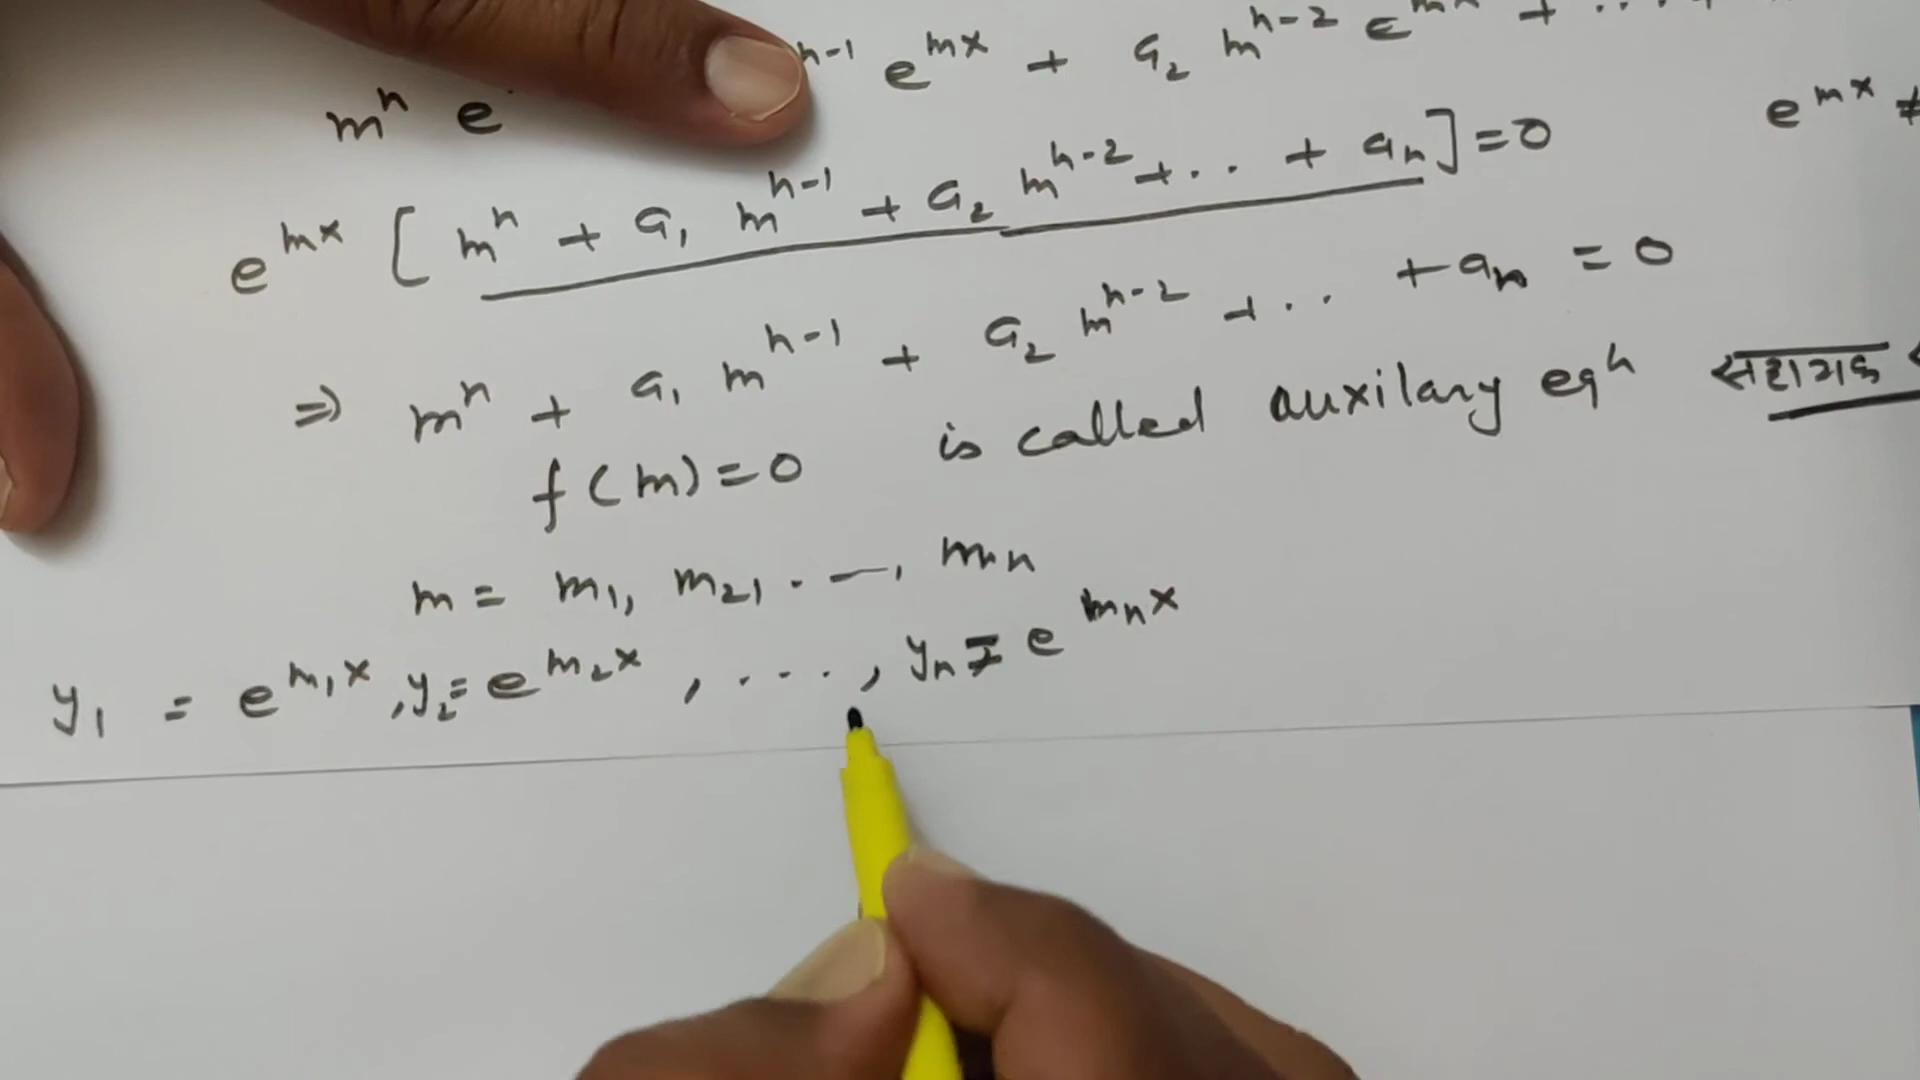 mⁿ e n-1 e^{mx} + a₂ m^{n-2} e^{mx} + ...
e^{mx} [ mⁿ + a₁ m^{n-1} + a₂ m^{n-2} + .. + aₙ ] = 0 e^{mx} ≠
⇒ mⁿ + a₁ m^{n-1} + a₂ m^{n-2} + .. + aₙ = 0
f(m) = 0 is called auxilary eqⁿ सहायक
m = m₁, m₂, . —, mₙ
y₁ = e^{m₁x}, y₂ = e^{m₂x}, ...., yₙ = e^{mₙx}